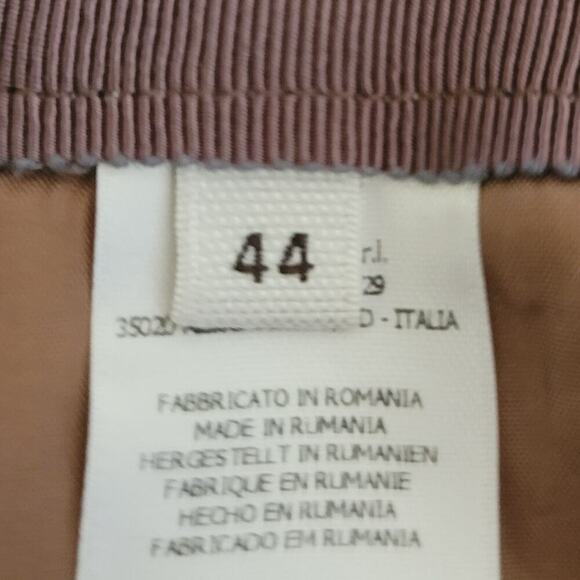 44
r.l.
29
35020 D - ITALIA
FABBRICATO IN ROMANIA
MADE IN RUMANIA
HERGESTELLT IN RUMANIEN
FABRIQUE EN RUMANIE
HECHO EN RUMANIA
FABRICADO EM RUMANIA